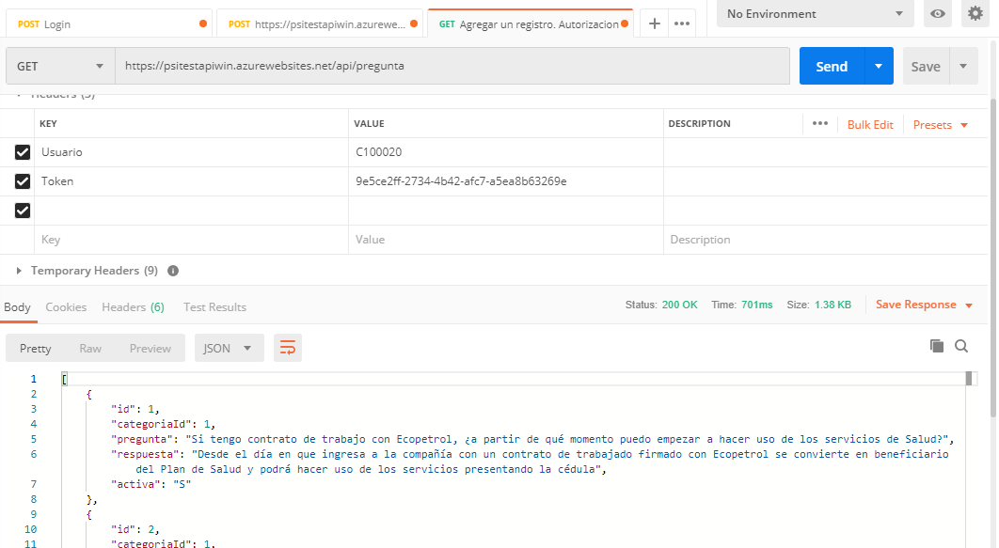 POST Login
POST https://psitestapiwin.azurewe...
GET Agregar un registro. Autorizacion
No Environment
GET
https://psitestapiwin.azurewebsites.net/api/pregunta
Send
Save
Headers (3)
KEY VALUE DESCRIPTION
Bulk Edit Presets
Usuario C100020
Token 9e5ce2ff-2734-4b42-afc7-a5ea8b63269e
Key Value Description
Temporary Headers (9)
Body Cookies Headers (6) Test Results
Status: 200 OK Time: 701ms Size: 1.38 KB Save Response
Pretty Raw Preview JSON
1 [
2 {
3 "id": 1,
4 "categoriaId": 1,
5 "pregunta": "Si tengo contrato de trabajo con Ecopetrol, ¿a partir de qué momento puedo empezar a hacer uso de los servicios de Salud?",
6 "respuesta": "Desde el día en que ingresa a la compañía con un contrato de trabajado firmado con Ecopetrol se convierte en beneficiario
del Plan de Salud y podrá hacer uso de los servicios presentando la cédula",
7 "activa": "S"
8 },
9 {
10 "id": 2,
11 "categoriaId": 1,